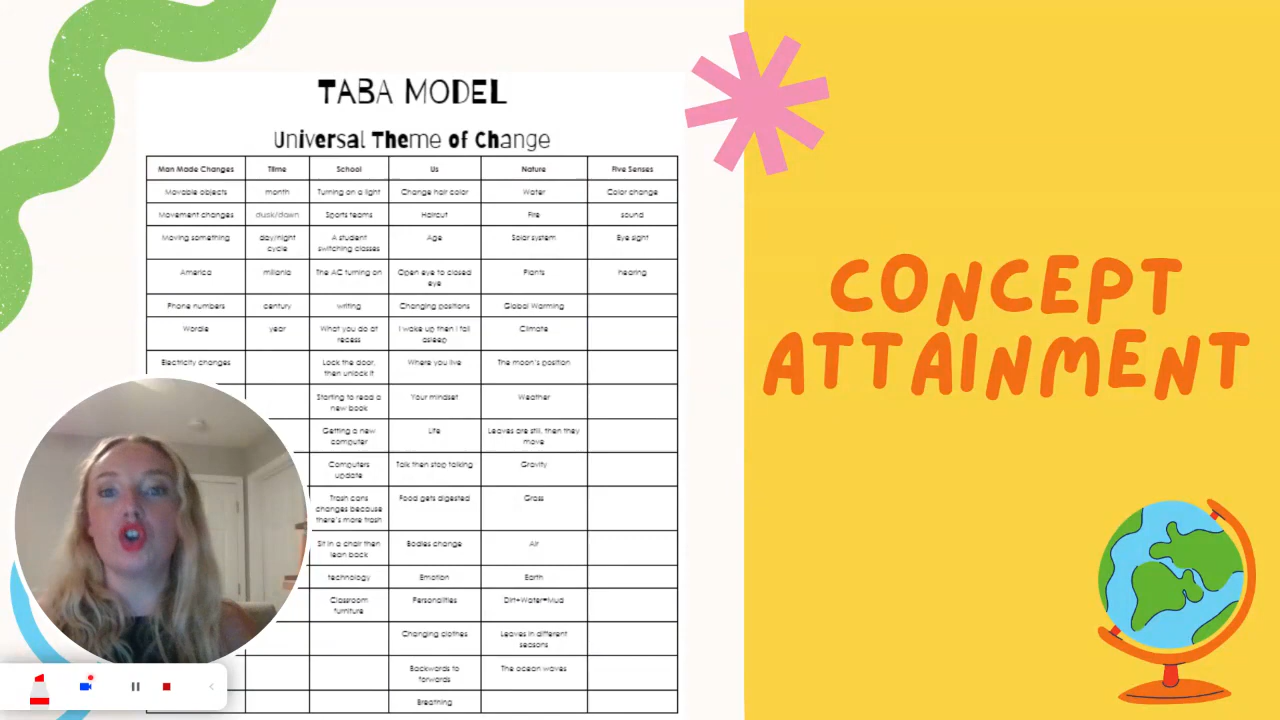 TABA MODEL
Universal Theme of Change
Man Made Changes Time School Us Nature Five Senses
Movable objects month Turning on a light Change hair color Water Color change
Movement changes dusk/dawn Sports teams Haircut Fire sound
Moving something day/night cycle A student switching classes Age Solar system Eye sight
America milania The AC turning on Open eye to closed eye Plants hearing
Phone numbers century writing Changing positions Global Warming
Wordle year What you do at recess I wake up then I fall asleep Climate
Electricity changes Lock the door, then unlock it Where you live The moon's position
Starting to read a new book Your mindset Weather
Getting a new computer Life Leaves are still, then they move
Computers update Talk then stop talking Gravity
Trash cans changes because there's more trash Food gets digested Grass
Sit in a chair then lean back Bodies change Air
technology Emotion Earth
Classroom furniture Personalities Dirt+Water=Mud
Changing clothes Leaves in different seasons
Backwards to forwards The ocean waves
Breathing
CONCEPT
ATTAINMENT